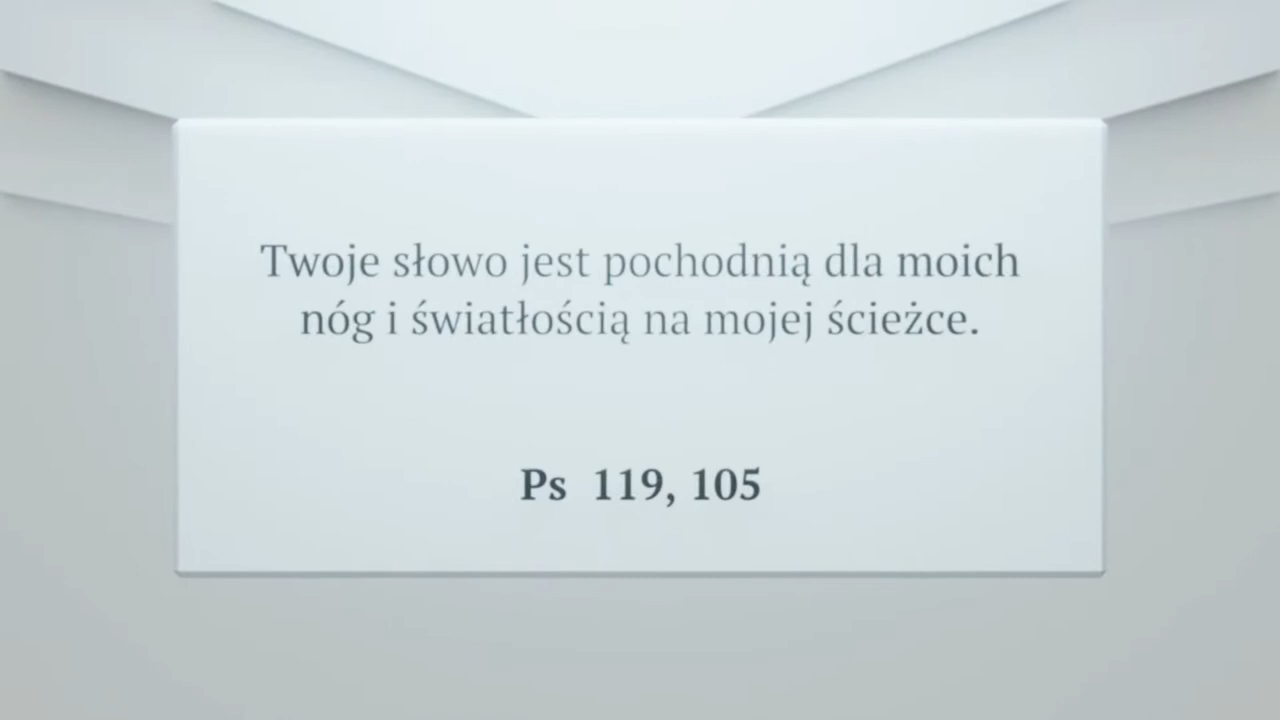 Twoje słowo jest pochodnią dla moich
nóg i światłością na mojej ścieżce.
Ps 119, 105